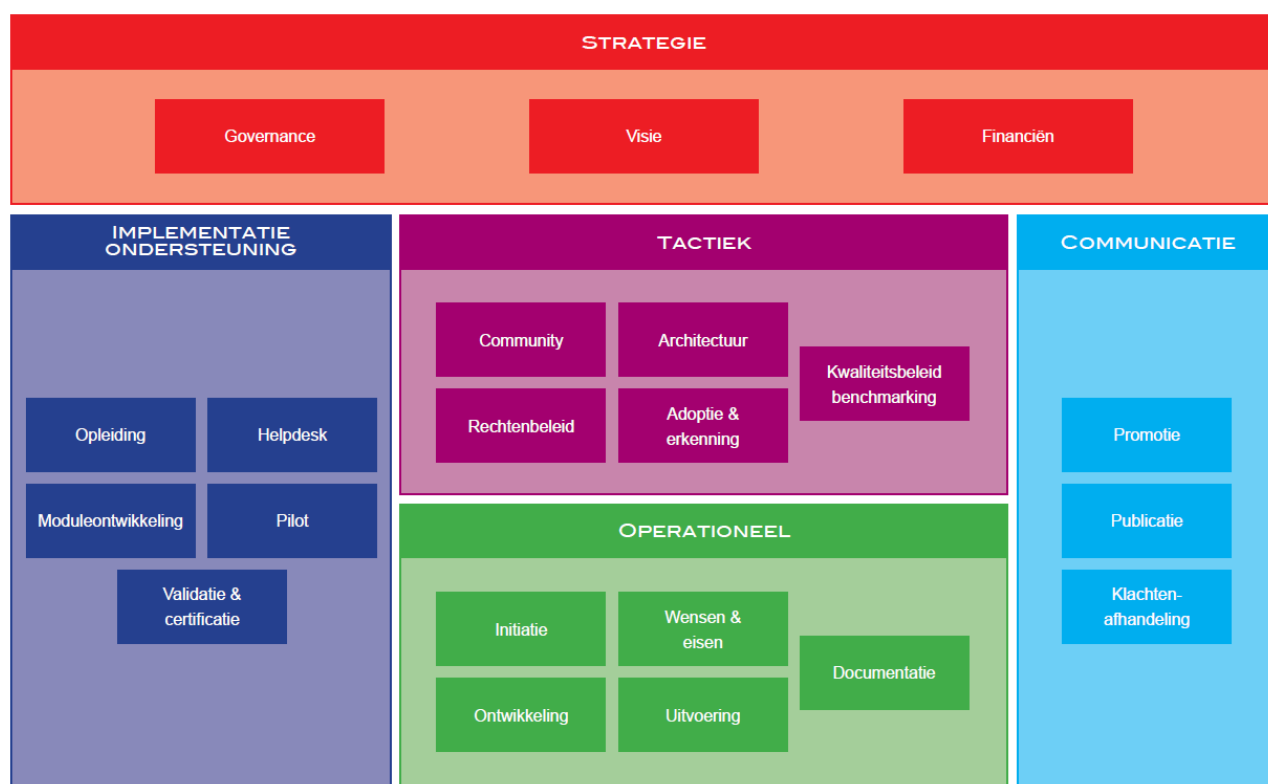 STRATEGIE
Governance
Visie
Financiën
IMPLEMENTATIE
ONDERSTEUNING
Opleiding
Helpdesk
Moduleontwikkeling
Pilot
Validatie &
certificatie
TACTIEK
Community
Architectuur
Rechtenbeleid
Adoptie &
erkenning
Kwaliteitsbeleid
benchmarking
OPERATIONEEL
Initiatie
Wensen &
eisen
Ontwikkeling
Uitvoering
Documentatie
COMMUNICATIE
Promotie
Publicatie
Klachten-
afhandeling